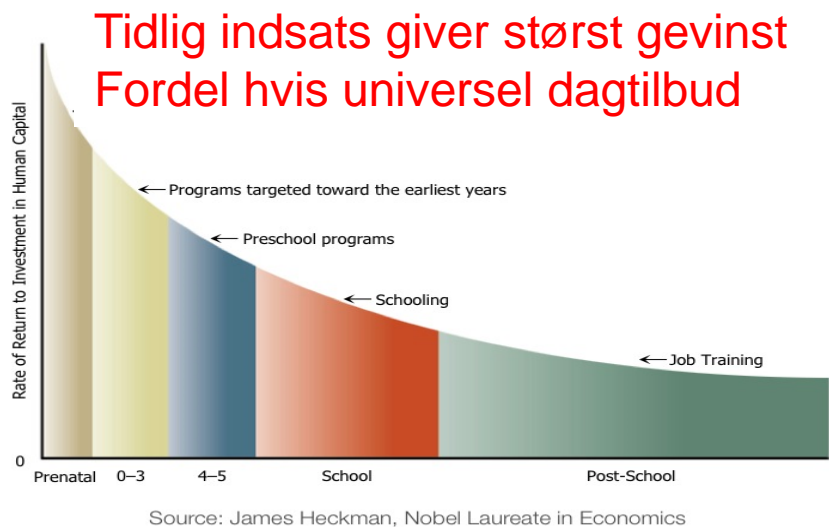 Tidlig indsats giver størst gevinst
Fordel hvis universel dagtilbud
Rate of Return to Investment in Human Capital
Programs targeted toward the earliest years
Preschool programs
Schooling
Job Training
0
Prenatal 0–3 4–5 School Post-School
Source: James Heckman, Nobel Laureate in Economics